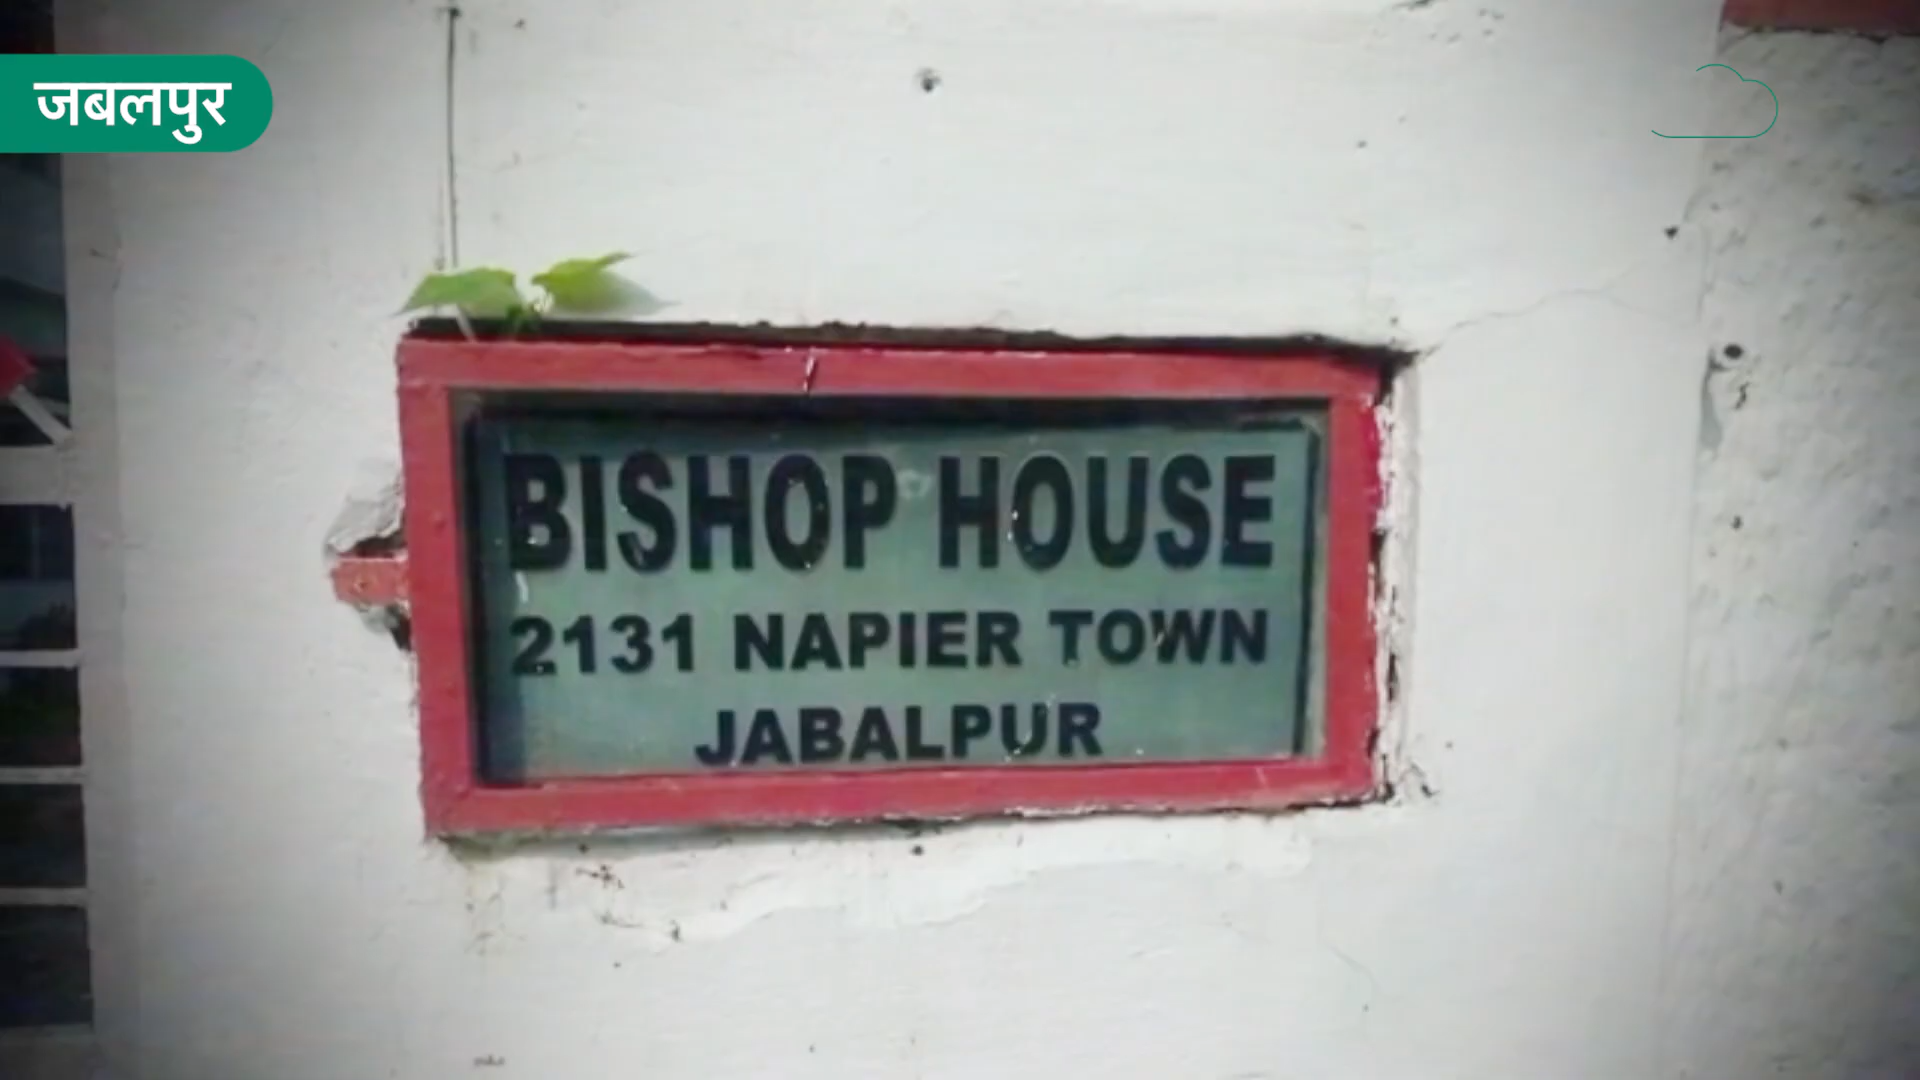 जबलपुर
BISHOP HOUSE
2131 NAPIER TOWN
JABALPUR